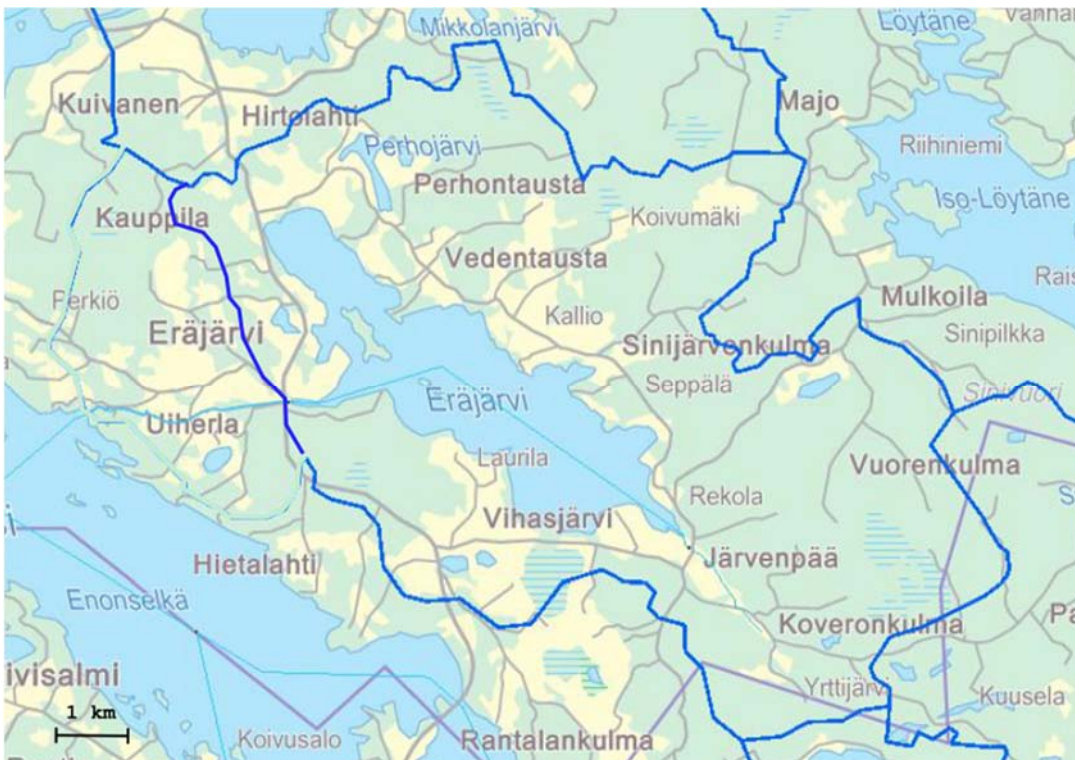 Löytäne
Mikkolanjärvi
Kuivanen
Majo
Hirtolahti
Riihiniemi
Perhojärvi
Perhontausta
Iso-Löytäne
Kauppila
Koivumäki
Vedentausta
Mulkoila
Perkiö
Kallio
Eräjärvi
Sinijärvenkulma
Sinipilkka
Seppälä
Sinivuori
Eräjärvi
Uiherla
Laurila
Vuorenkulma
Rekola
Vihasjärvi
Järvenpää
Hietalahti
Enonselkä
Koveronkulma
ivisalmi
Yrttijärvi
Kuusela
1 km
Koivusalo
Rantalankulma